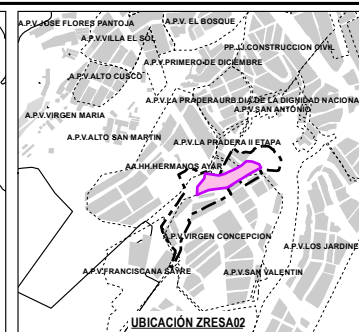 A.P.V. JOSE FLORES PANTOJA
A.P.V. EL BOSQUE
A.P.V.VILLA EL SOL
PP.JJ.CONSTRUCCION CIVIL
A.P.V.PRIMERO DE DICIEMBRE
A.P.V.ALTO CUSCO
A.P.V.LA PRADERA
URB.DIA DE LA DIGNIDAD NACIONA
A.P.V.SAN ANTONIO
A.P.V.VIRGEN MARIA
A.P.V.ALTO SAN MARTIN
A.P.V.LA PRADERA II ETAPA
AA.HH.HERMANOS AYAR
A.P.V.VIRGEN CONCEPCION
A.P.V.LOS JARDINE
A.P.V.FRANCISCANA SAYRE
A.P.V.SAN VALENTIN
UBICACIÓN ZRESA02